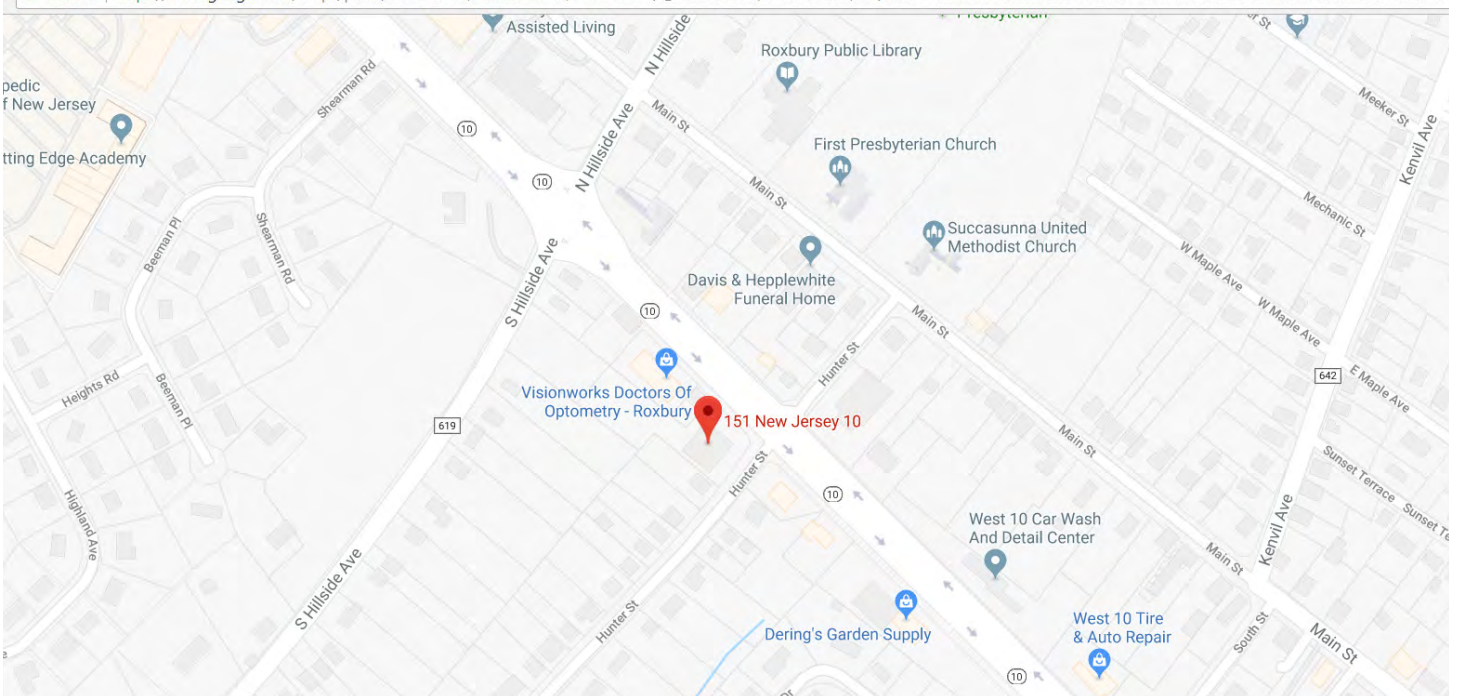 Assisted Living
Presbyterian
N Hillside
Roxbury Public Library
pedic
f New Jersey
Shearman Rd
Main St
Meeker St
Kenvil Ave
10
tting Edge Academy
N Hillside Ave
First Presbyterian Church
10
Main St
Mechanic St
Beeman Pl
Shearman Rd
Succasunna United
Methodist Church
W Maple Ave
S Hillside Ave
Davis & Hepplewhite
Funeral Home
10
Main St
W Maple Ave
Hunter St
642
E Maple Ave
Heights Rd
Beeman Pl
Visionworks Doctors Of
Optometry - Roxbury
151 New Jersey 10
619
Main St
Hunter St
Sunset Terrace
Sunset Te
10
Highland Ave
West 10 Car Wash
And Detail Center
Kenvil Ave
Main St
S Hillside Ave
Hunter St
Dering's Garden Supply
West 10 Tire
& Auto Repair
South St
Main St
10